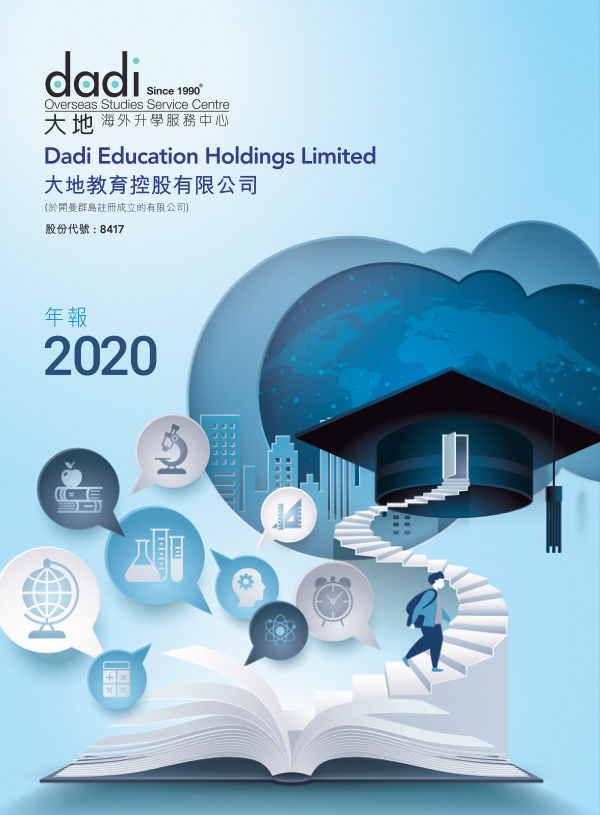 dadi Since 1990®
Overseas Studies Service Centre
大地 海外升學服務中心
Dadi Education Holdings Limited
大地教育控股有限公司
(於開曼群島註冊成立的有限公司)
股份代號：8417
年報
2020